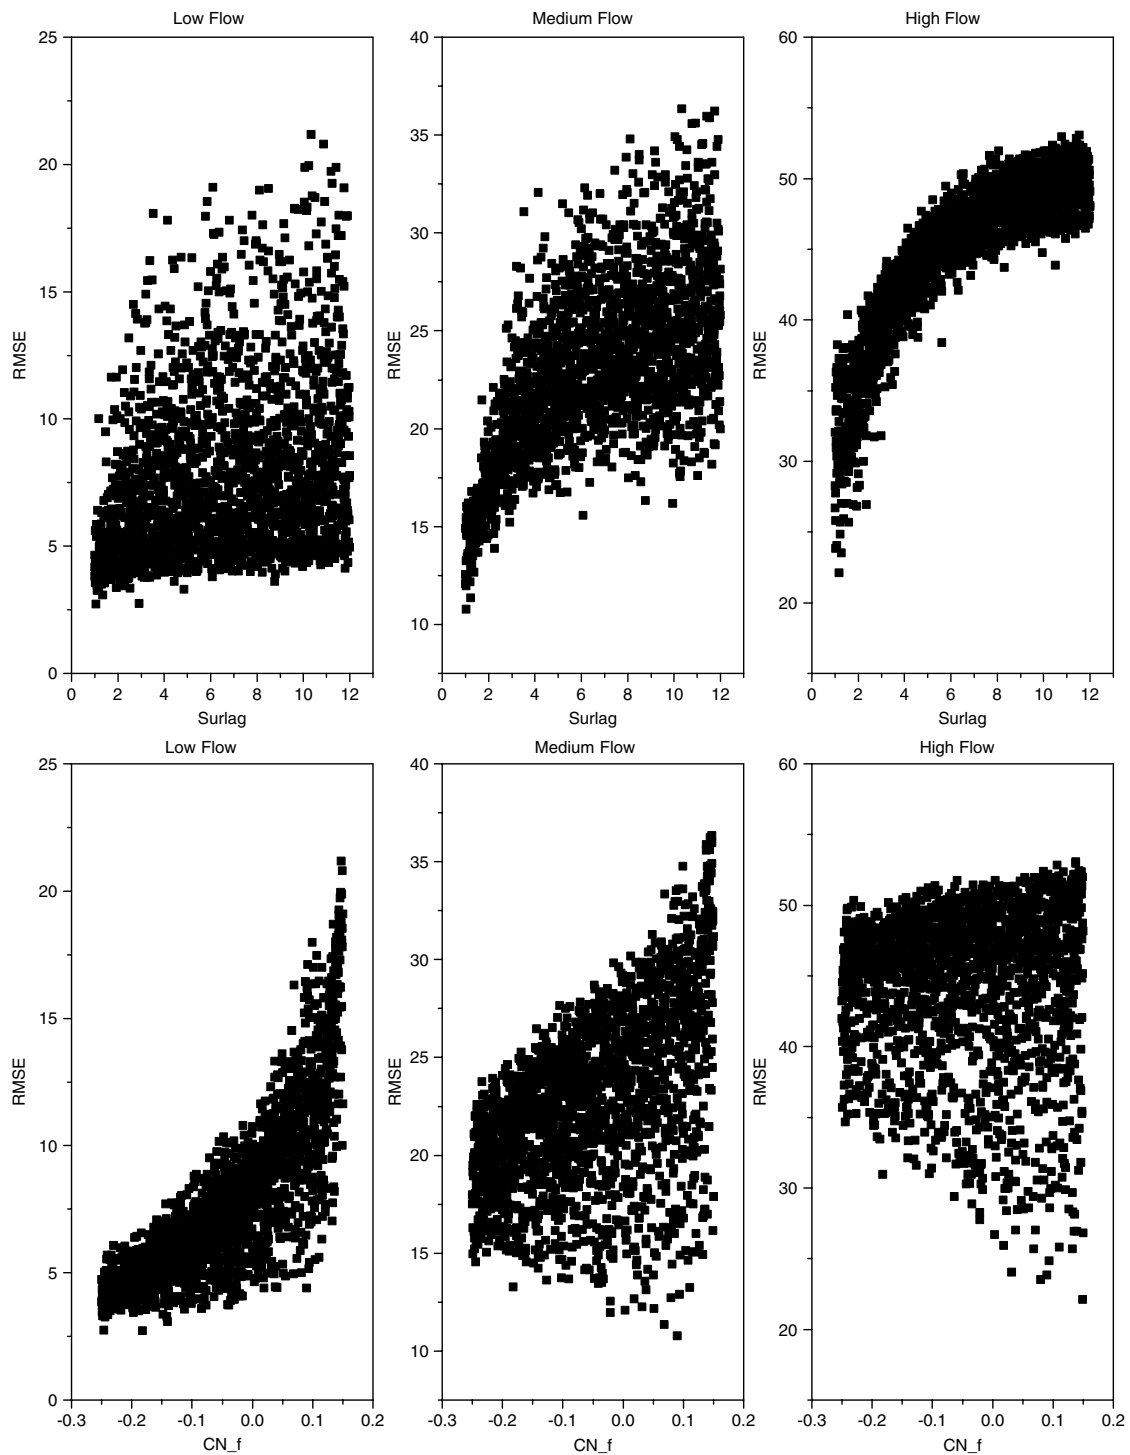 Low Flow Medium Flow High Flow
25 40 60
20 35 50
15 30 40
10 25 30
5 20 20
0 15
10
RMSE RMSE RMSE
0 2 4 6 8 10 12 0 2 4 6 8 10 12 0 2 4 6 8 10 12
Surlag Surlag Surlag
Low Flow Medium Flow High Flow
25 40 60
20 35 50
15 30 40
10 25 30
5 20 20
0 15
10
RMSE RMSE RMSE
-0.3 -0.2 -0.1 0.0 0.1 0.2 -0.3 -0.2 -0.1 0.0 0.1 0.2 -0.3 -0.2 -0.1 0.0 0.1 0.2
CN_f CN_f CN_f